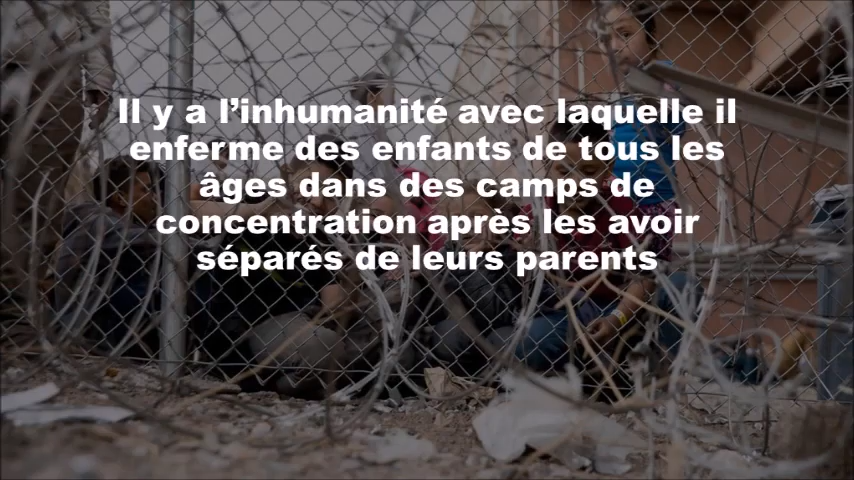 Il y a l’inhumanité avec laquelle il
enferme des enfants de tous les
âges dans des camps de
concentration après les avoir
séparés de leurs parents